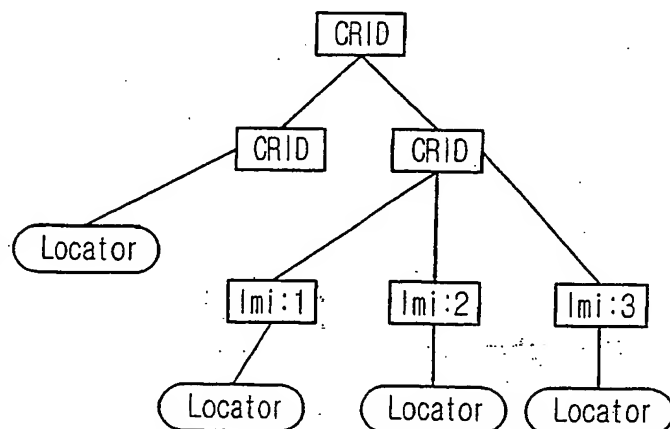 CRID
CRID
CRID
Locator
Imi:1
Imi:2
Imi:3
Locator
Locator
Locator